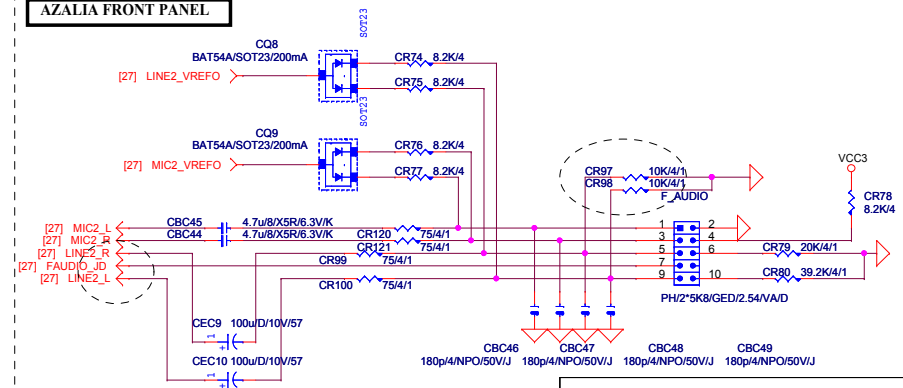 AZALIA FRONT PANEL
SOT23
CQ8
BAT54A/SOT23/200mA
CR74 8.2K/4
[27] LINE2_VREFO
CR75 8.2K/4
SOT23
CQ9
BAT54A/SOT23/200mA
CR76 8.2K/4
[27] MIC2_VREFO
CR77 8.2K/4
CR97 10K/4/1
CR98 10K/4/1
F_AUDIO
VCC3
CR78
8.2K/4
[27] MIC2_L
CBC45 4.7u/8/X5R/6.3V/K
[27] MIC2_R
CBC44 4.7u/8/X5R/6.3V/K
CR120 75/4/1
[27] LINE2_R
CR121 75/4/1
[27] FAUDIO_JD
CR99 75/4/1
[27] LINE2_L
CR100 75/4/1
1 2
3 4
5 6
7
9 10
CR79 20K/4/1
CR80 39.2K/4/1
PH/2*5K8/GED/2.54/VA/D
CEC9 100u/D/10V/57
1
+
CEC10 100u/D/10V/57
1
+
CBC46
180p/4/NPO/50V/J
CBC47
180p/4/NPO/50V/J
CBC48
180p/4/NPO/50V/J
CBC49
180p/4/NPO/50V/J